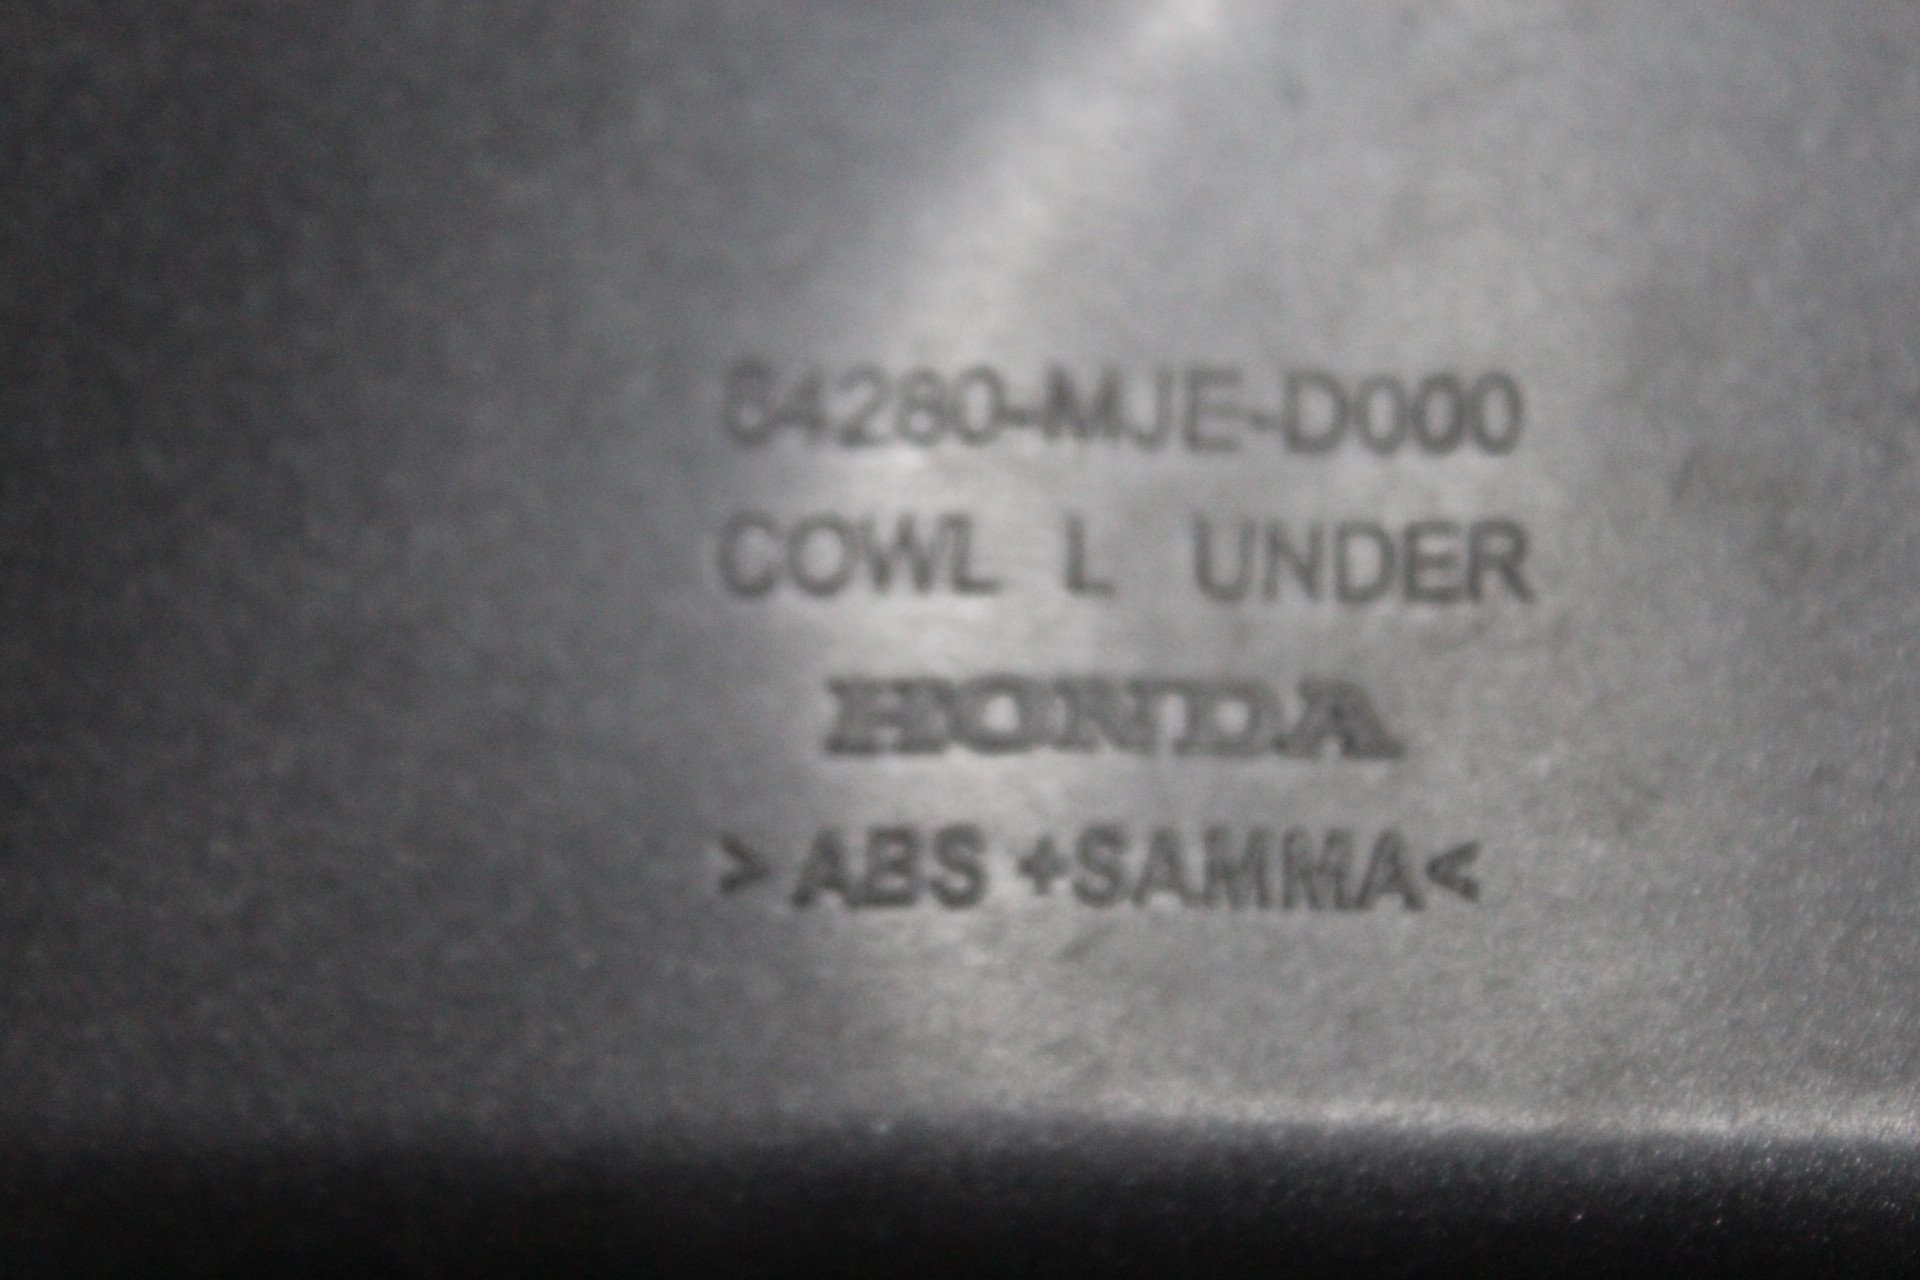 64280-MJE-D000
COWL L UNDER
HONDA
>ABS+SAMMA<